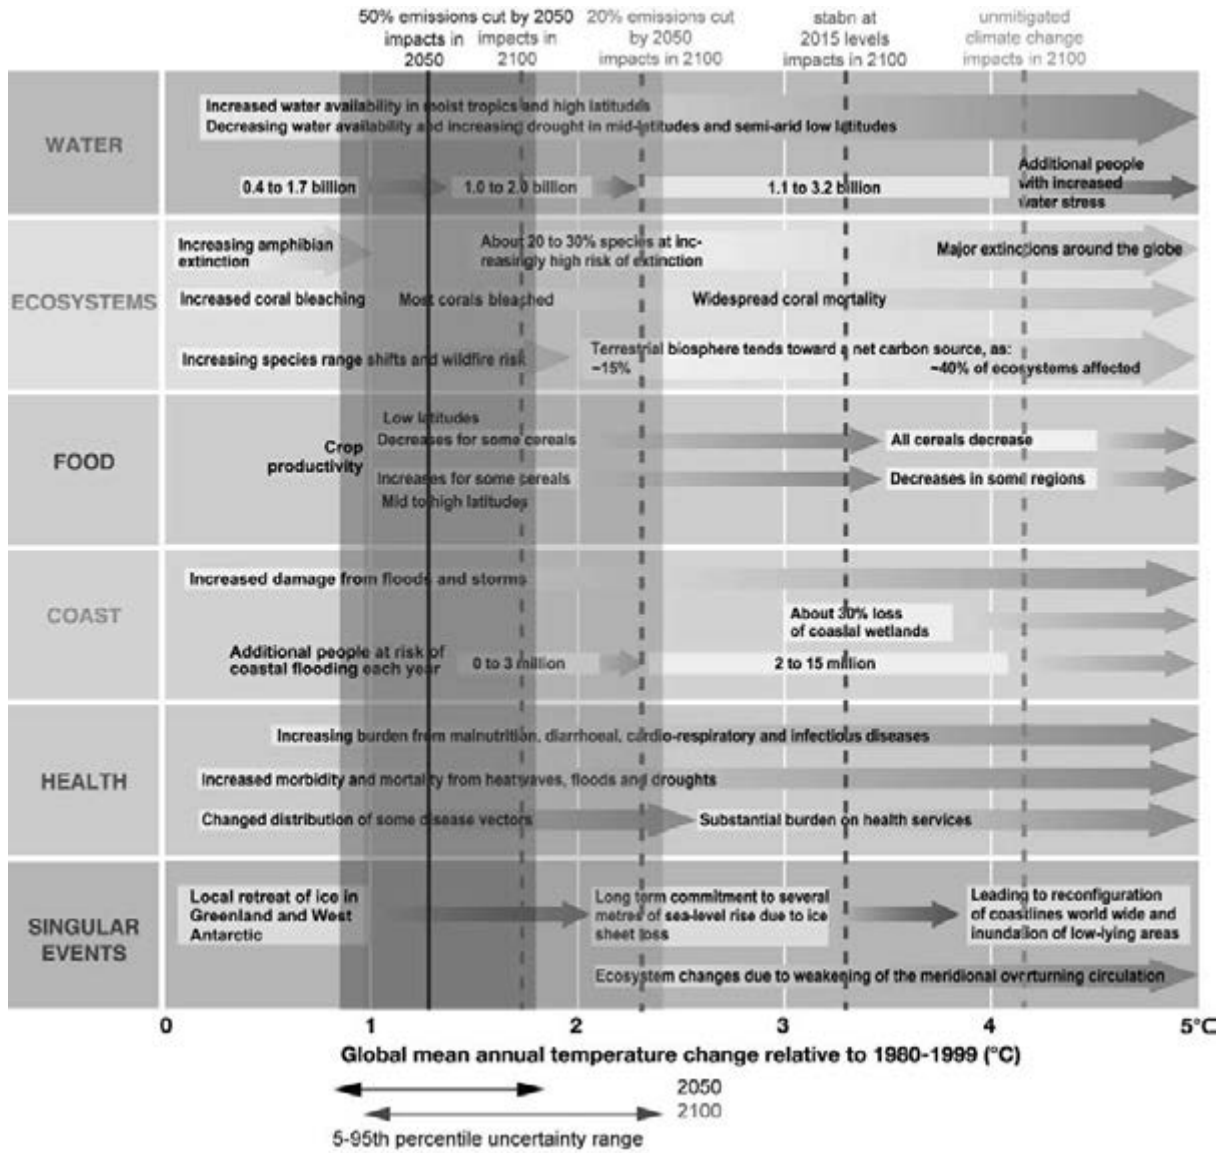 50% emissions cut by 2050
impacts in
2050
impacts in
2100
20% emissions cut
by 2050
impacts in 2100
stabn at
2015 levels
impacts in 2100
unmitigated
climate change
impacts in 2100
WATER
Increased water availability in moist tropics and high latitudes
Decreasing water availability and increasing drought in mid-latitudes and semi-arid low latitudes
0.4 to 1.7 billion
1.0 to 2.0 billion
1.1 to 3.2 billion
Additional people
with increased
water stress
ECOSYSTEMS
Increasing amphibian
extinction
About 20 to 30% species at inc-
reasingly high risk of extinction
Major extinctions around the globe
Increased coral bleaching
Most corals bleached
Widespread coral mortality
Increasing species range shifts and wildfire risk
Terrestrial biosphere tends toward a net carbon source, as:
~15%
~40% of ecosystems affected
FOOD
Crop
productivity
Low latitudes
Decreases for some cereals
All cereals decrease
Increases for some cereals
Decreases in some regions
Mid to high latitudes
COAST
Increased damage from floods and storms
About 30% loss
of coastal wetlands
Additional people at risk of
coastal flooding each year
0 to 3 million
2 to 15 million
HEALTH
Increasing burden from malnutrition, diarrhoeal, cardio-respiratory and infectious diseases
Increased morbidity and mortality from heatwaves, floods and droughts
Changed distribution of some disease vectors
Substantial burden on health services
SINGULAR
EVENTS
Local retreat of ice in
Greenland and West
Antarctic
Long term commitment to several
metres of sea-level rise due to ice
sheet loss
Leading to reconfiguration
of coastlines world wide and
inundation of low-lying areas
Ecosystem changes due to weakening of the meridional overturning circulation
0 1 2 3 4 5°C
Global mean annual temperature change relative to 1980-1999 (°C)
2050
2100
5-95th percentile uncertainty range